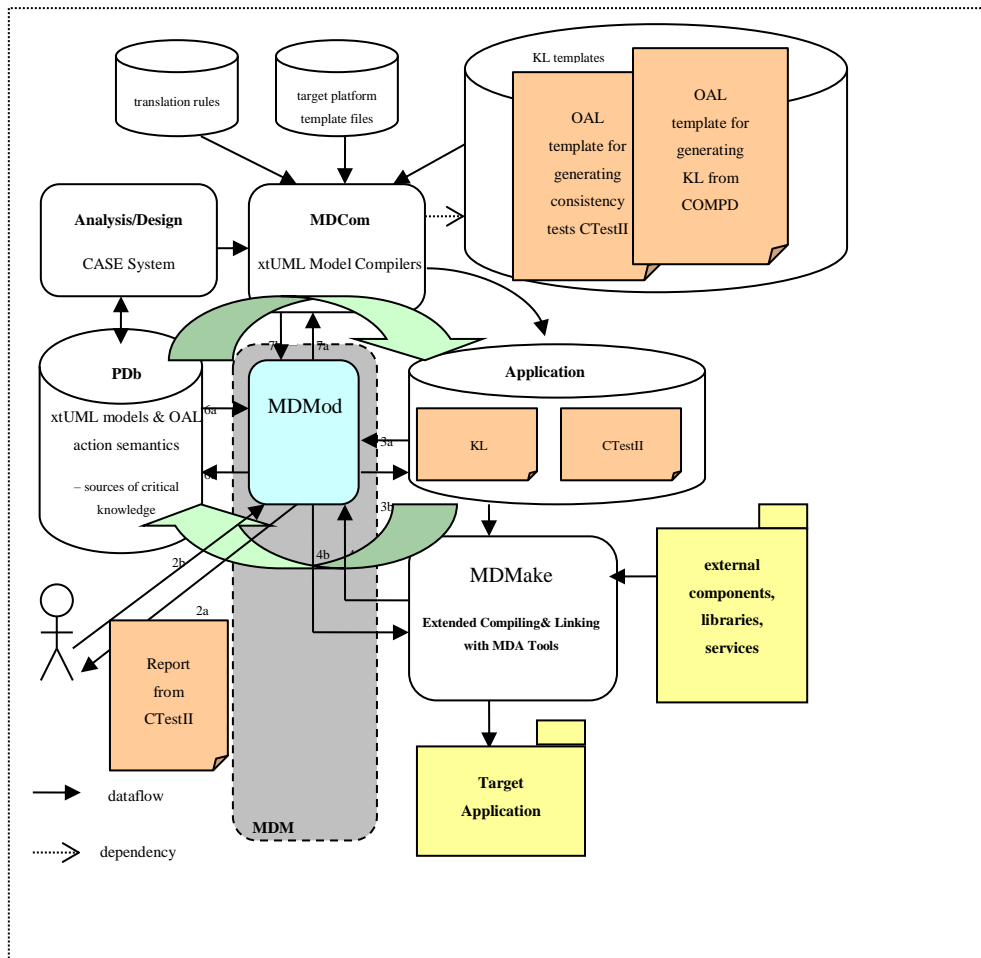 KL templates
translation rules
target platform
template files
OAL
template for
generating
consistency
tests CTestII
OAL
template for
generating
KL from
COMPD
Analysis/Design
CASE System
MDCom
xtUML Model Compilers
7a
PDb
xtUML models & OAL
action semantics
– sources of critical
knowledge
6a
MDMod
Application
3a
KL
CTestII
3b
2b
4b
2a
MDMake
Extended Compiling& Linking
with MDA Tools
external
components,
libraries,
services
Report
from
CTestII
Target
Application
dataflow
MDM
dependency